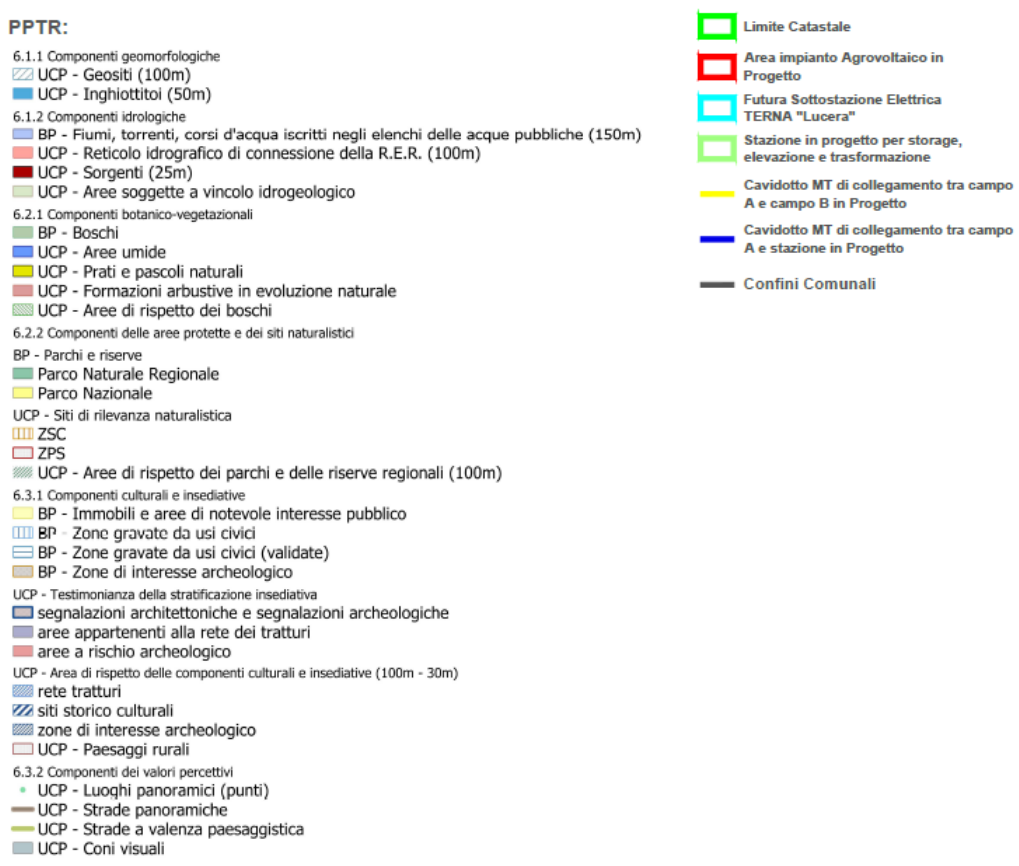 PPTR:
6.1.1 Componenti geomorfologiche
UCP - Geositi (100m)
UCP - Inghiottitoi (50m)
6.1.2 Componenti idrologiche
BP - Fiumi, torrenti, corsi d'acqua iscritti negli elenchi delle acque pubbliche (150m)
UCP - Reticolo idrografico di connessione della R.E.R. (100m)
UCP - Sorgenti (25m)
UCP - Aree soggette a vincolo idrogeologico
6.2.1 Componenti botanico-vegetazionali
BP - Boschi
UCP - Aree umide
UCP - Prati e pascoli naturali
UCP - Formazioni arbustive in evoluzione naturale
UCP - Aree di rispetto dei boschi
6.2.2 Componenti delle aree protette e dei siti naturalistici
BP - Parchi e riserve
Parco Naturale Regionale
Parco Nazionale
UCP - Siti di rilevanza naturalistica
ZSC
ZPS
UCP - Aree di rispetto dei parchi e delle riserve regionali (100m)
6.3.1 Componenti culturali e insediative
BP - Immobili e aree di notevole interesse pubblico
BP - Zone gravate da usi civici
BP - Zone gravate da usi civici (validate)
BP - Zone di interesse archeologico
UCP - Testimonianza della stratificazione insediativa
segnalazioni architettoniche e segnalazioni archeologiche
aree appartenenti alla rete dei tratturi
aree a rischio archeologico
UCP - Area di rispetto delle componenti culturali e insediative (100m - 30m)
rete tratturi
siti storico culturali
zone di interesse archeologico
UCP - Paesaggi rurali
6.3.2 Componenti dei valori percettivi
UCP - Luoghi panoramici (punti)
UCP - Strade panoramiche
UCP - Strade a valenza paesaggistica
UCP - Coni visuali
Limite Catastale
Area impianto Agrovoltaico in
Progetto
Futura Sottostazione Elettrica
TERNA "Lucera"
Stazione in progetto per storage,
elevazione e trasformazione
Cavidotto MT di collegamento tra campo
A e campo B in Progetto
Cavidotto MT di collegamento tra campo
A e stazione in Progetto
Confini Comunali